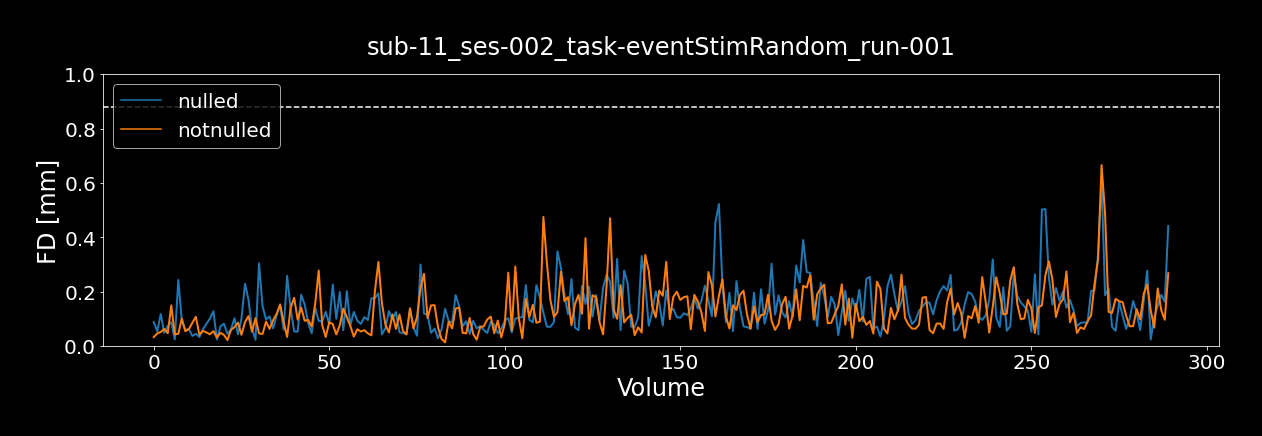 sub-11_ses-002_task-eventStimRandom_run-001
nulled
notnulled
FD [mm]
1.0
0.8
0.6
0.4
0.2
0.0
0 50 100 150 200 250 300
Volume